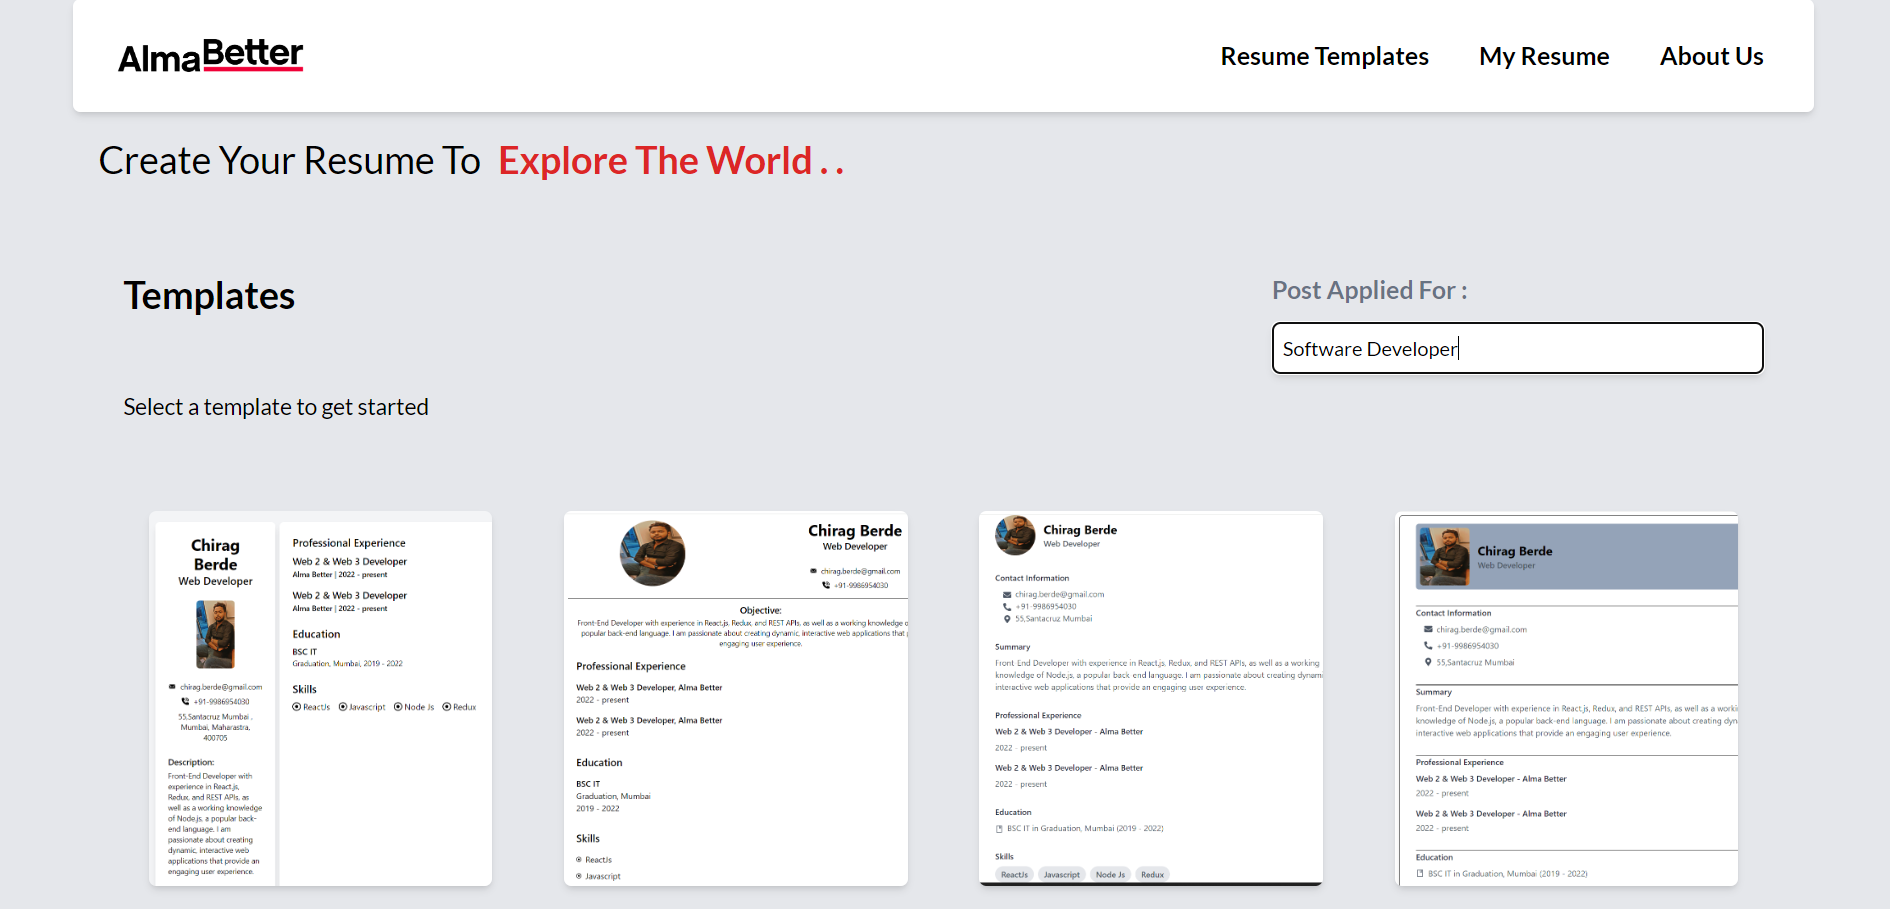 AlmaBetter
Resume Templates
My Resume
About Us
Create Your Resume To Explore The World . .
Templates
Post Applied For :
Software Developer
Select a template to get started
Chirag
Berde
Web Developer
chirag.berde@gmail.com
+91-9986954030
55,Santacruz Mumbai ,
Mumbai, Maharastra,
400705
Description:
Front-End Developer with
experience in React.js,
Redux, and REST APIs, as
well as a working knowledge
of Node.js, a popular back-
end language. I am
passionate about creating
dynamic, interactive web
applications that provide an
engaging user experience.
Professional Experience
Web 2 & Web 3 Developer
Alma Better | 2022 - present
Web 2 & Web 3 Developer
Alma Better | 2022 - present
Education
BSC IT
Graduation, Mumbai, 2019 - 2022
Skills
ReactJs Javascript Node Js Redux
Chirag Berde
Web Developer
chirag.berde@gmail.com
+91-9986954030
Objective:
Front-End Developer with experience in React.js, Redux, and REST APIs, as well as a working knowledge o
popular back-end language. I am passionate about creating dynamic, interactive web applications that
engaging user experience.
Professional Experience
Web 2 & Web 3 Developer, Alma Better
2022 - present
Web 2 & Web 3 Developer, Alma Better
2022 - present
Education
BSC IT
Graduation, Mumbai
2019 - 2022
Skills
ReactJs
Javascript
Chirag Berde
Web Developer
Contact Information
chirag.berde@gmail.com
+91-9986954030
55,Santacruz Mumbai
Summary
Front End Developer with experience in React.js, Redux, and REST APIs, as well as a working
knowledge of Node.js, a popular back-end language. I am passionate about creating dynam
interactive web applications that provide an engaging user experience.
Professional Experience
Web 2 & Web 3 Developer - Alma Better
2022 - present
Web 2 & Web 3 Developer - Alma Better
2022 - present
Education
BSC IT in Graduation, Mumbai (2019 - 2022)
Skills
ReactJs Javascript Node Js Redux
Chirag Berde
Web Developer
Contact Information
chirag.berde@gmail.com
+91-9986954030
55,Santacruz Mumbai
Summary
Front-End Developer with experience in React.js, Redux, and REST APIs, as well as a worki
knowledge of Node.js, a popular back-end language. I am passionate about creating dyn
interactive web applications that provide an engaging user experience.
Professional Experience
Web 2 & Web 3 Developer - Alma Better
2022 - present
Web 2 & Web 3 Developer - Alma Better
2022 - present
Education
BSC IT in Graduation, Mumbai (2019 - 2022)